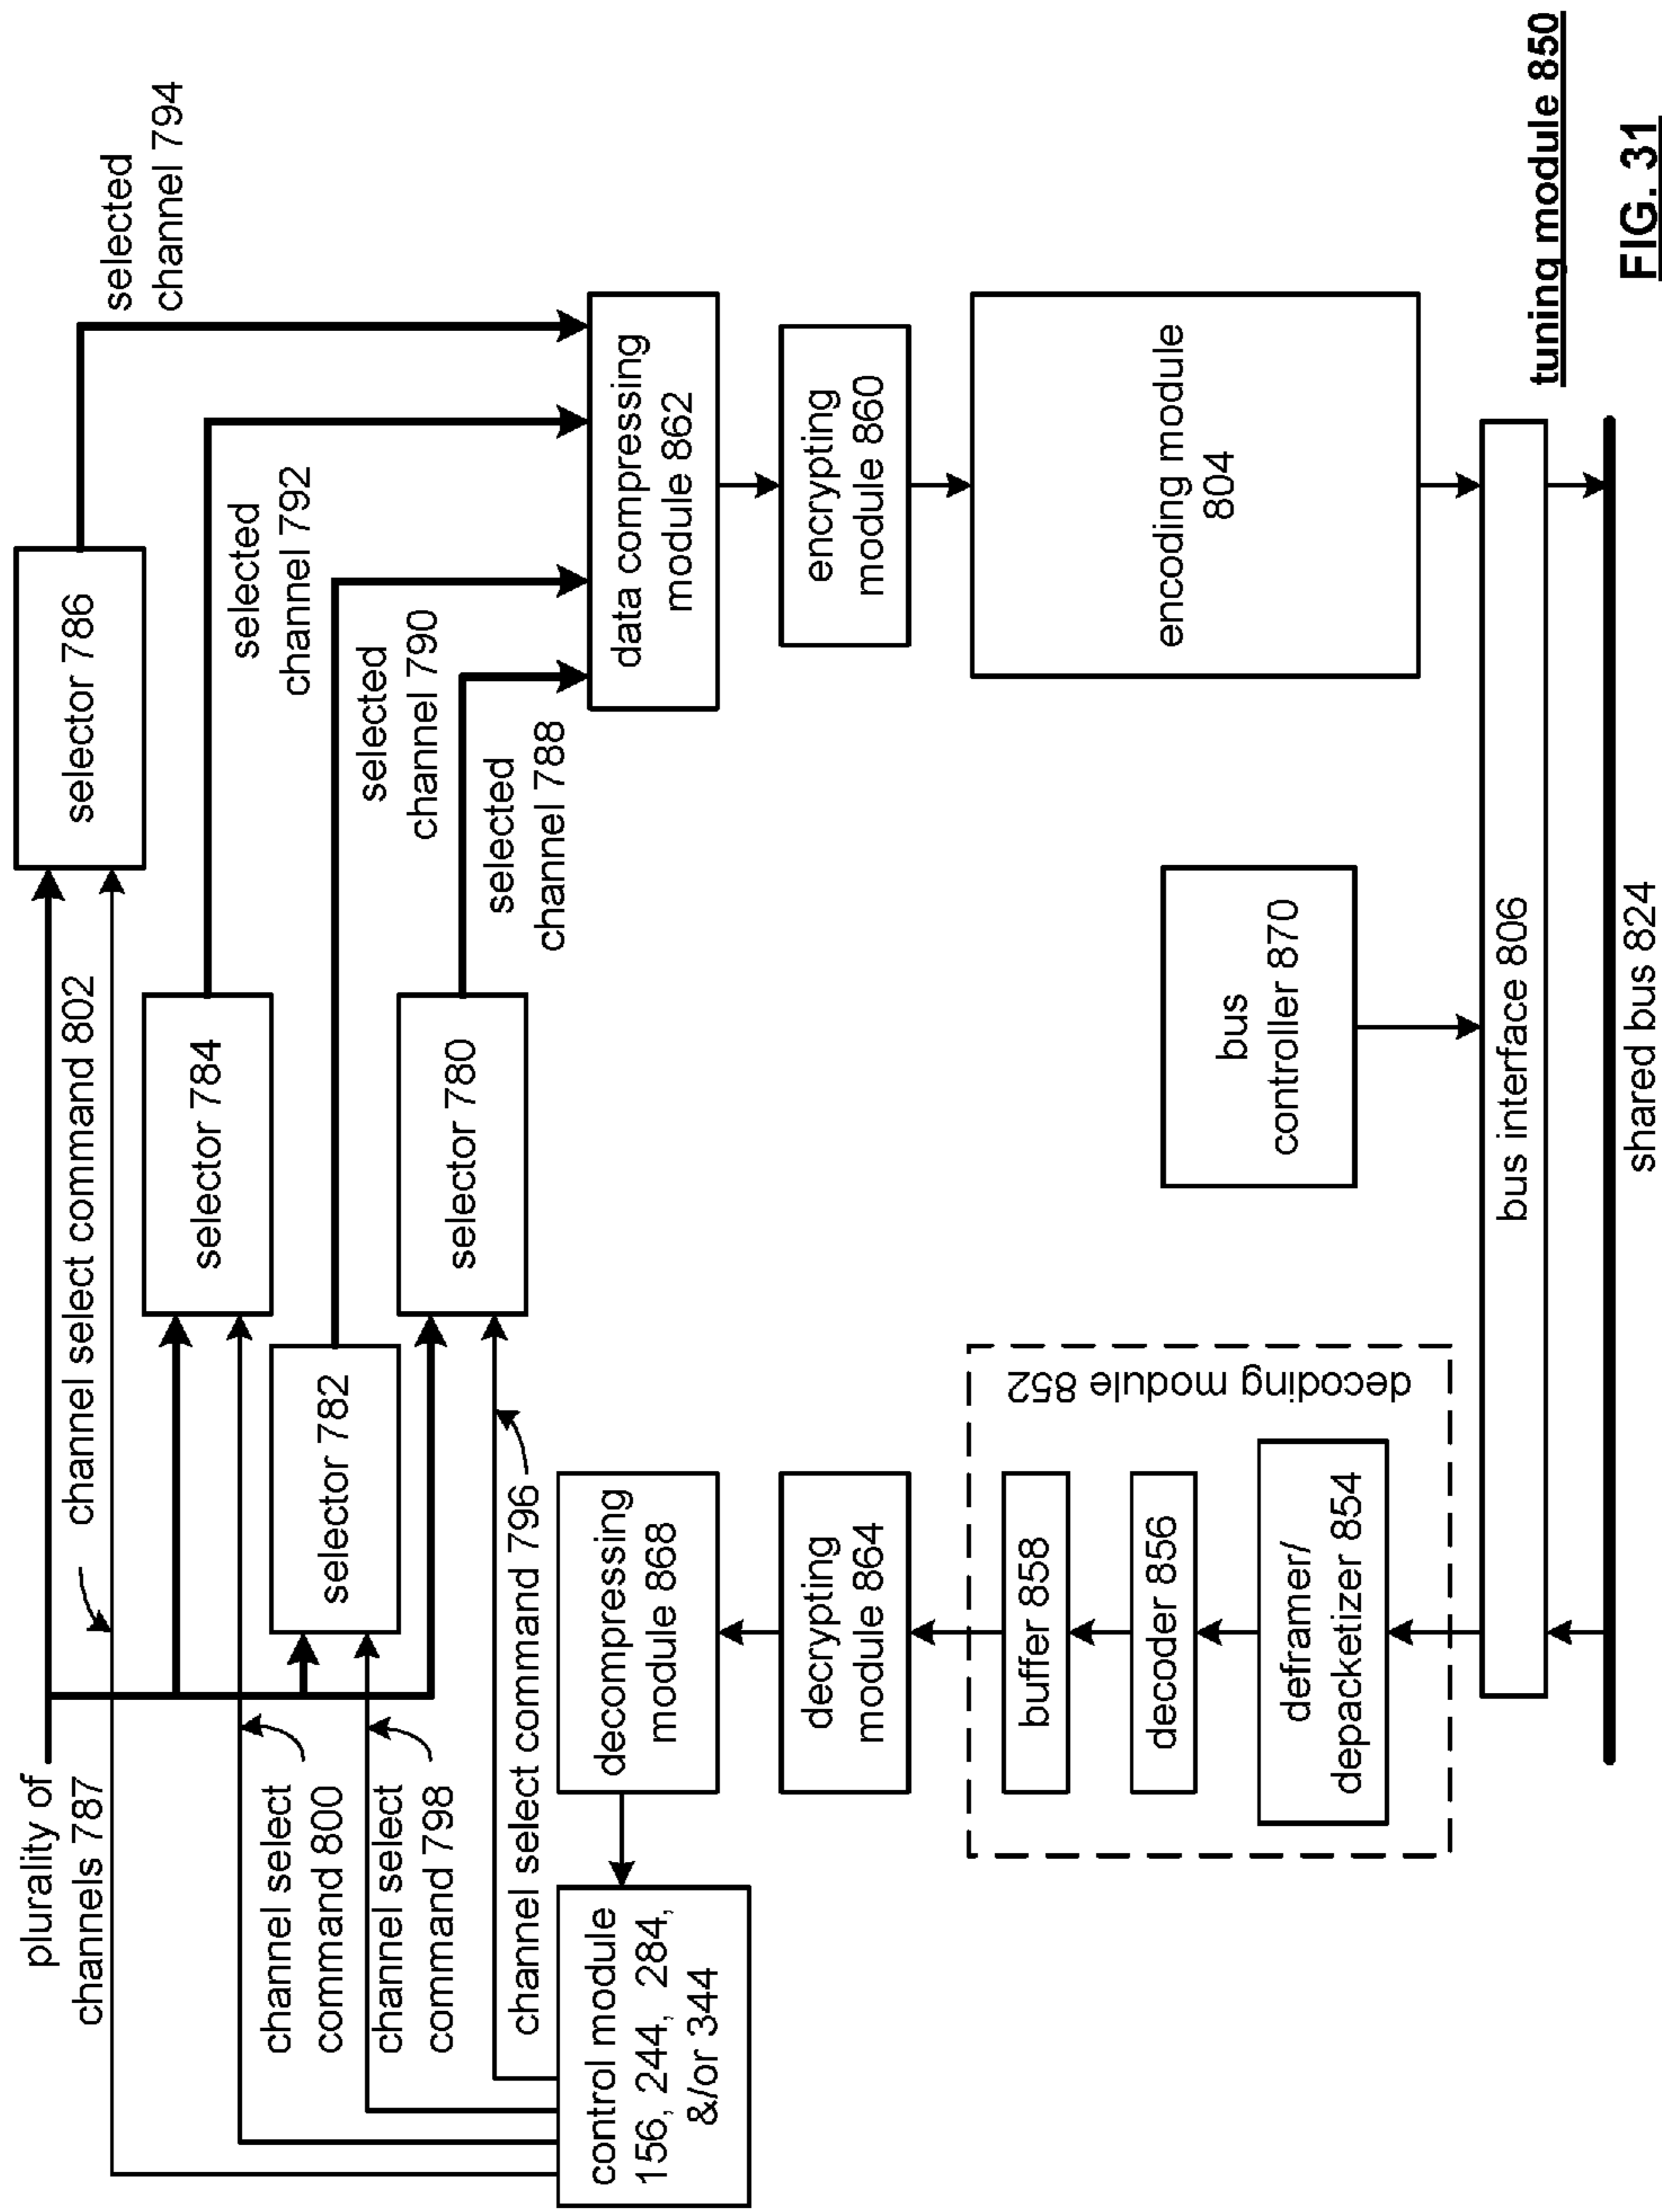 plurality of
channels 787
channel select command 802
selector 786
selected
channel 794
selector 784
selected
channel 792
channel select
command 800
selector 782
selected
channel 790
channel select
command 798
selector 780
selected
channel 788
channel select command 796
control module
156, 244, 284,
&/or 344
decompressing
module 868
data compressing
module 862
decrypting
module 864
encrypting
module 860
buffer 858
decoder 856
deframer/
depacketizer 854
decoding module 852
bus
controller 870
encoding module
804
bus interface 806
shared bus 824
tuning module 850
FIG. 31